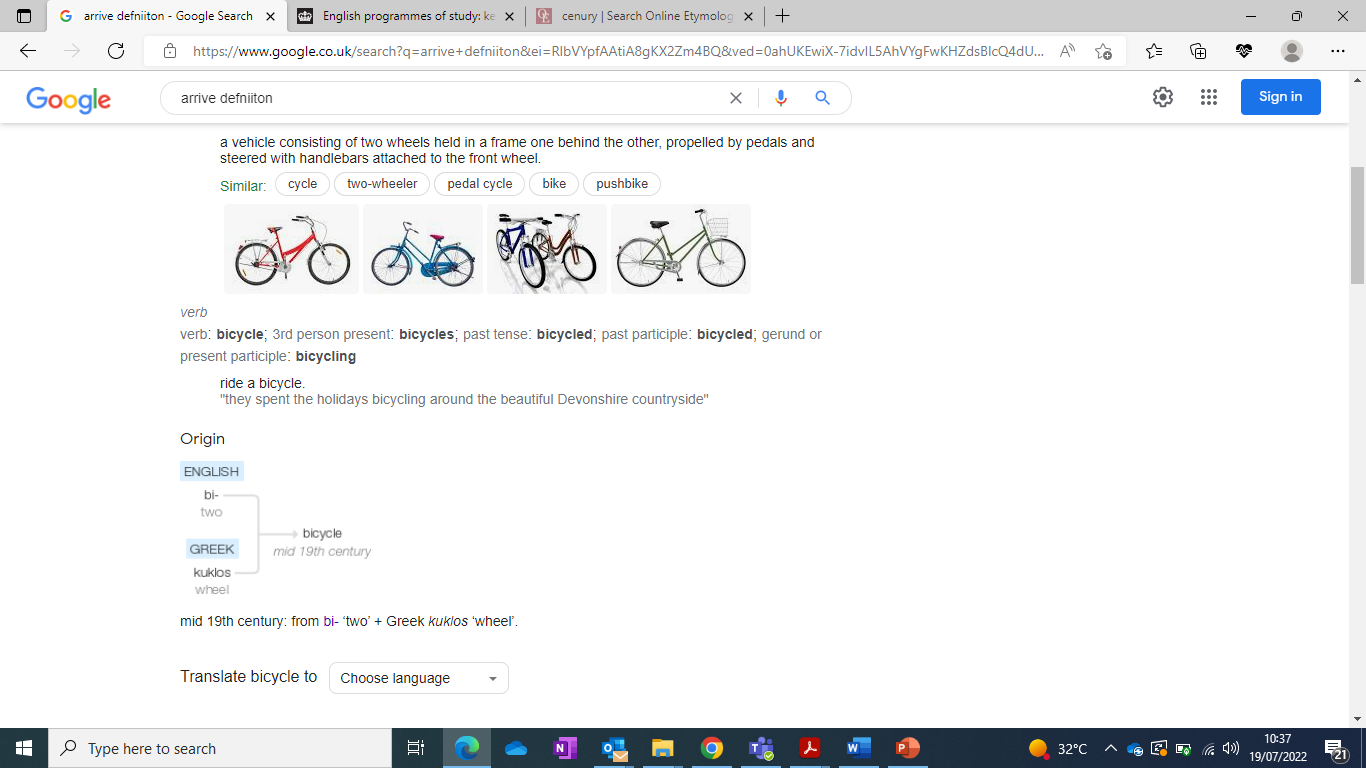 arrive defniiton - Google Search
English programmes of study: ke
cenury | Search Online Etymolog
https://www.google.co.uk/search?q=arrive+defniiton&ei=RIbVYpfAAtiA8gKX2Zm4BQ&ved=0ahUKEwiX-7idvIL5AhVYgFwKHZdsBlcQ4dU...
Google
arrive defniiton
Sign in
a vehicle consisting of two wheels held in a frame one behind the other, propelled by pedals and
steered with handlebars attached to the front wheel.
Similar: cycle two-wheeler pedal cycle bike pushbike
verb
verb: bicycle; 3rd person present: bicycles; past tense: bicycled; past participle: bicycled; gerund or
present participle: bicycling
ride a bicycle.
"they spent the holidays bicycling around the beautiful Devonshire countryside"
Origin
ENGLISH
bi-
two
GREEK
kuklos
wheel
bicycle
mid 19th century
mid 19th century: from bi- ‘two’ + Greek kuklos ‘wheel’.
Translate bicycle to Choose language
Type here to search
32°C
10:37
19/07/2022
21